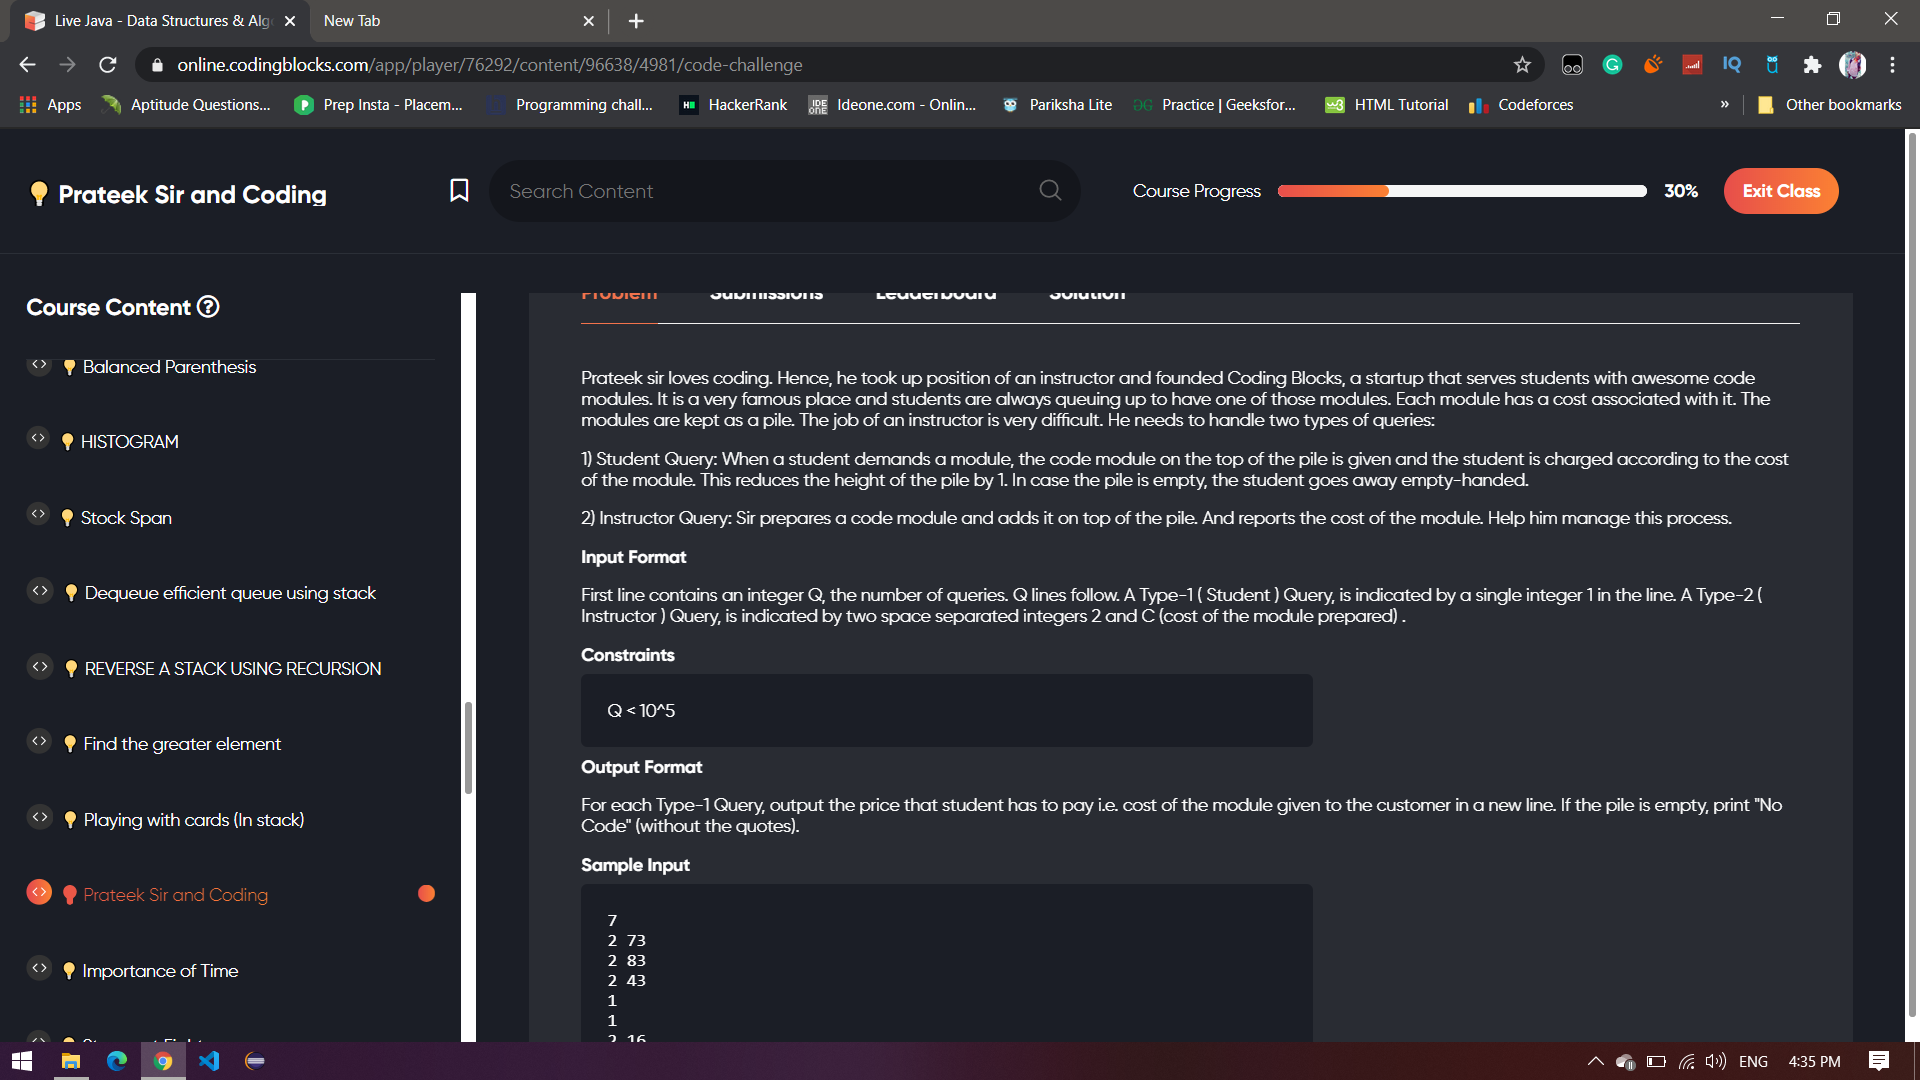 Live Java - Data Structures & Alg
New Tab
online.codingblocks.com/app/player/76292/content/96638/4981/code-challenge
Apps
Aptitude Questions...
Prep Insta - Placem...
Programming chall...
HackerRank
Ideone.com - Onlin...
Pariksha Lite
Practice | Geeksfor...
HTML Tutorial
Codeforces
»
Other bookmarks
Prateek Sir and Coding
Search Content
Course Progress
30%
Exit Class
Course Content
Balanced Parenthesis
HISTOGRAM
Stock Span
Dequeue efficient queue using stack
REVERSE A STACK USING RECURSION
Find the greater element
Playing with cards (In stack)
Prateek Sir and Coding
Importance of Time
Problem
Submissions
Leaderboard
Solution
Prateek sir loves coding. Hence, he took up position of an instructor and founded Coding Blocks, a startup that serves students with awesome code
modules. It is a very famous place and students are always queuing up to have one of those modules. Each module has a cost associated with it. The
modules are kept as a pile. The job of an instructor is very difficult. He needs to handle two types of queries:
1) Student Query: When a student demands a module, the code module on the top of the pile is given and the student is charged according to the cost
of the module. This reduces the height of the pile by 1. In case the pile is empty, the student goes away empty-handed.
2) Instructor Query: Sir prepares a code module and adds it on top of the pile. And reports the cost of the module. Help him manage this process.
Input Format
First line contains an integer Q, the number of queries. Q lines follow. A Type-1 ( Student ) Query, is indicated by a single integer 1 in the line. A Type-2 (
Instructor ) Query, is indicated by two space separated integers 2 and C (cost of the module prepared) .
Constraints
Q < 10^5
Output Format
For each Type-1 Query, output the price that student has to pay i.e. cost of the module given to the customer in a new line. If the pile is empty, print "No
Code" (without the quotes).
Sample Input
7
2 73
2 83
2 43
1
1
2 16
ENG
4:35 PM